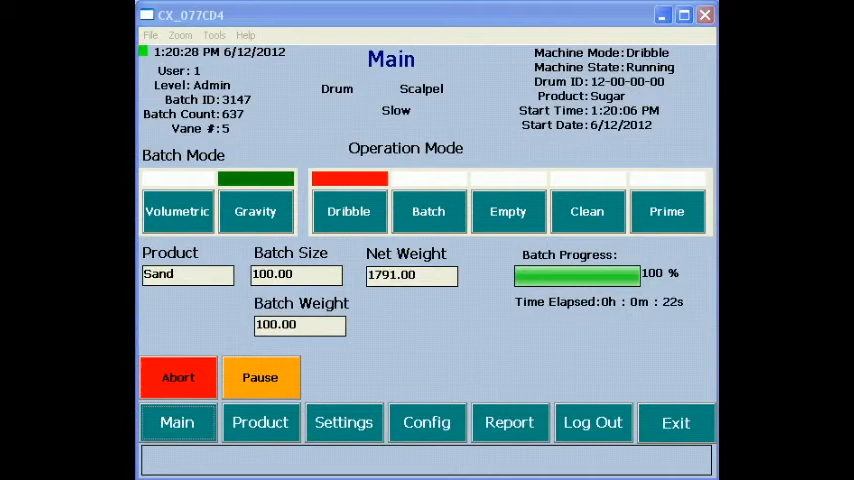 CX_077CD4
File Zoom Tools Help
1:20:28 PM 6/12/2012
User: 1
Level: Admin
Batch ID: 3147
Batch Count: 637
Vane #: 5
Main
Drum Scalpel
Slow
Machine Mode: Dribble
Machine State: Running
Drum ID: 12-00-00-00
Product: Sugar
Start Time: 1:20:06 PM
Start Date: 6/12/2012
Batch Mode
Operation Mode
Volumetric Gravity Dribble Batch Empty Clean Prime
Product Batch Size Net Weight Batch Progress:
Sand 100.00 1791.00 100 %
Batch Weight Time Elapsed: 0h : 0m : 22s
100.00
Abort Pause
Main Product Settings Config Report Log Out Exit